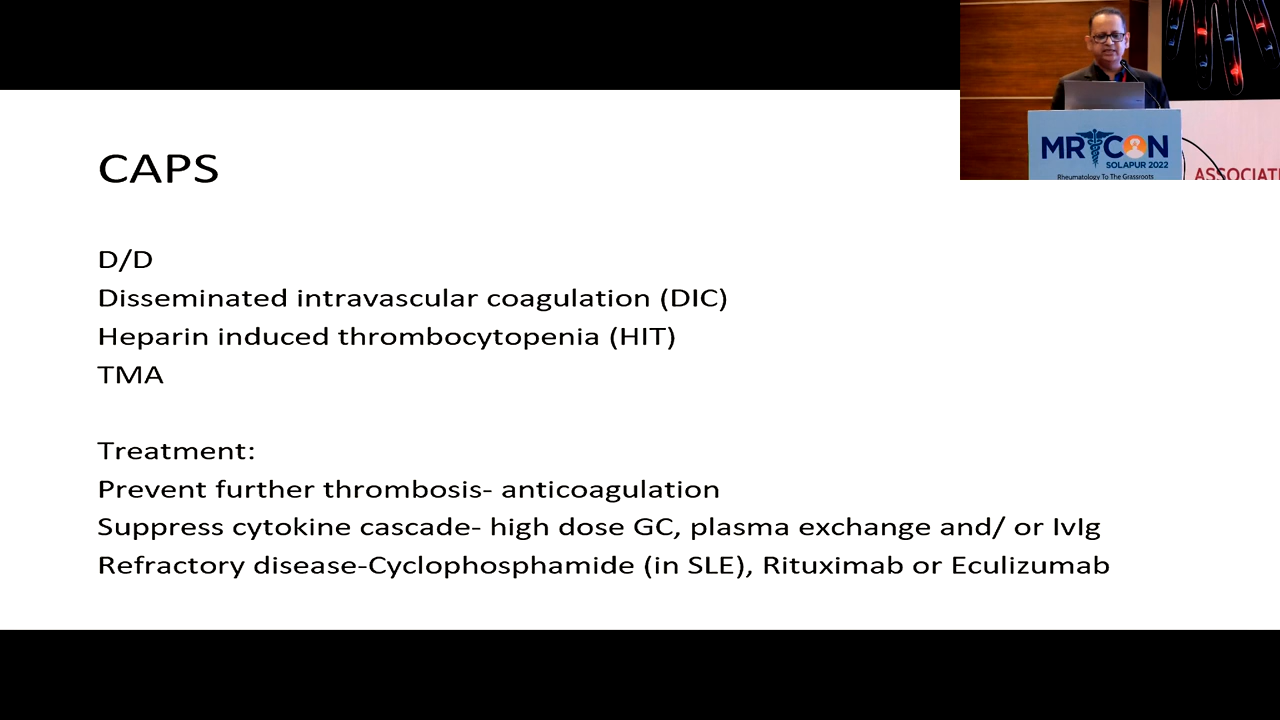 CAPS
D/D
Disseminated intravascular coagulation (DIC)
Heparin induced thrombocytopenia (HIT)
TMA
Treatment:
Prevent further thrombosis- anticoagulation
Suppress cytokine cascade- high dose GC, plasma exchange and/ or IvIg
Refractory disease-Cyclophosphamide (in SLE), Rituximab or Eculizumab
MR CON
SOLAPUR 2022
Rheumatology To The Grassroots
ASSOCIATI